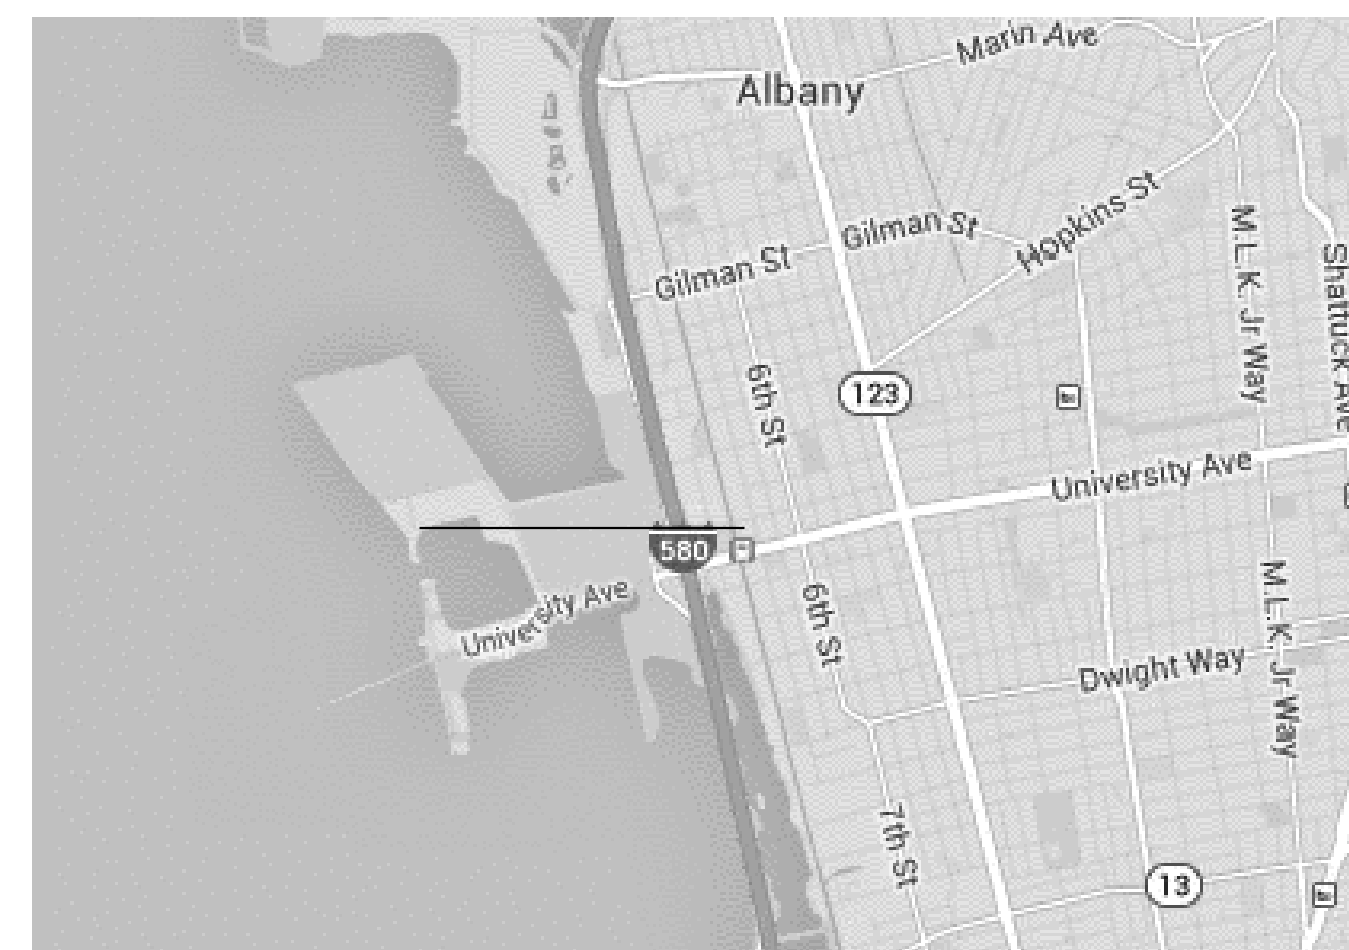 Marin Ave
Albany
Hopkins St
Gilman St
Gilman St
M.L.K. Jr Way
Shattuck Ave
6th St
123
University Ave
580
University Ave
6th St
M.L.K. Jr Way
Dwight Way
7th St
13